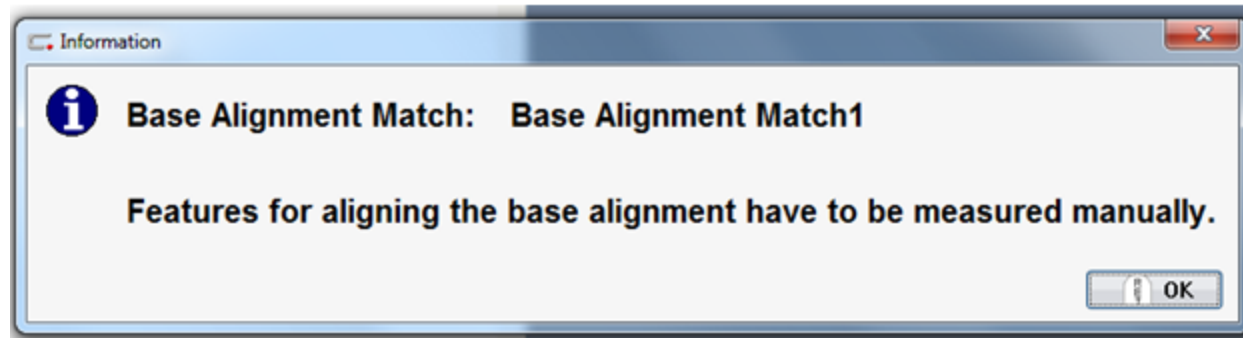 Information
Base Alignment Match: Base Alignment Match1
Features for aligning the base alignment have to be measured manually.
OK